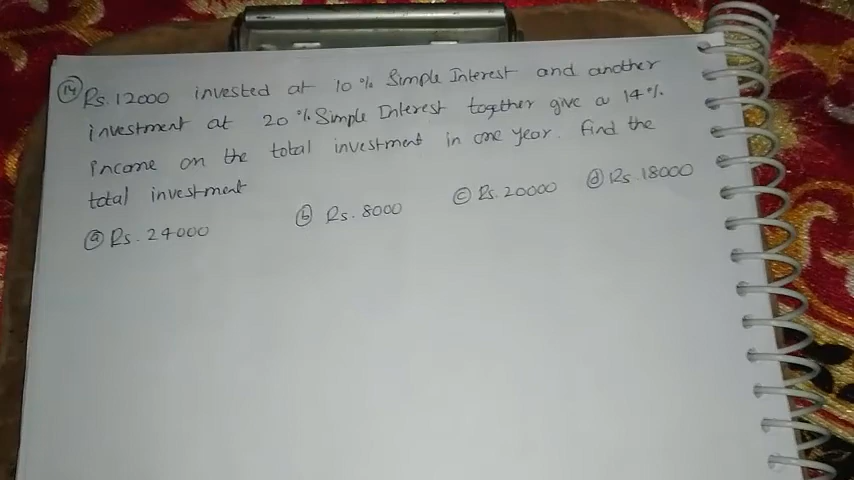 (14) Rs.12000 invested at 10% Simple Interest and another
investment at 20% Simple Interest together give a 14%
income on the total investment in one year. find the
total investment
(a) Rs. 24000 (b) Rs. 8000 (c) Rs. 20000 (d) Rs. 18000